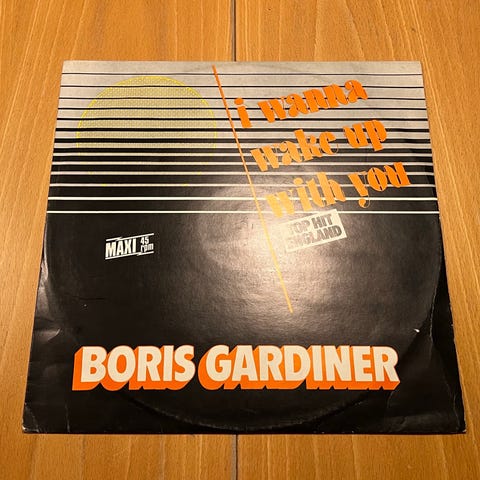 i wanna
wake up
with you
TOP HIT
ENGLAND
MAXI 45
rpm
BORIS GARDINER